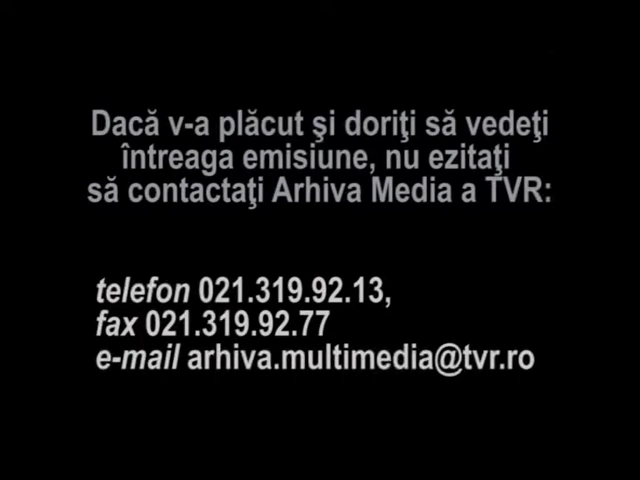 Dacă v-a plăcut şi doriţi să vedeţi
întreaga emisiune, nu ezitaţi
să contactaţi Arhiva Media a TVR:
telefon 021.319.92.13,
fax 021.319.92.77
e-mail arhiva.multimedia@tvr.ro